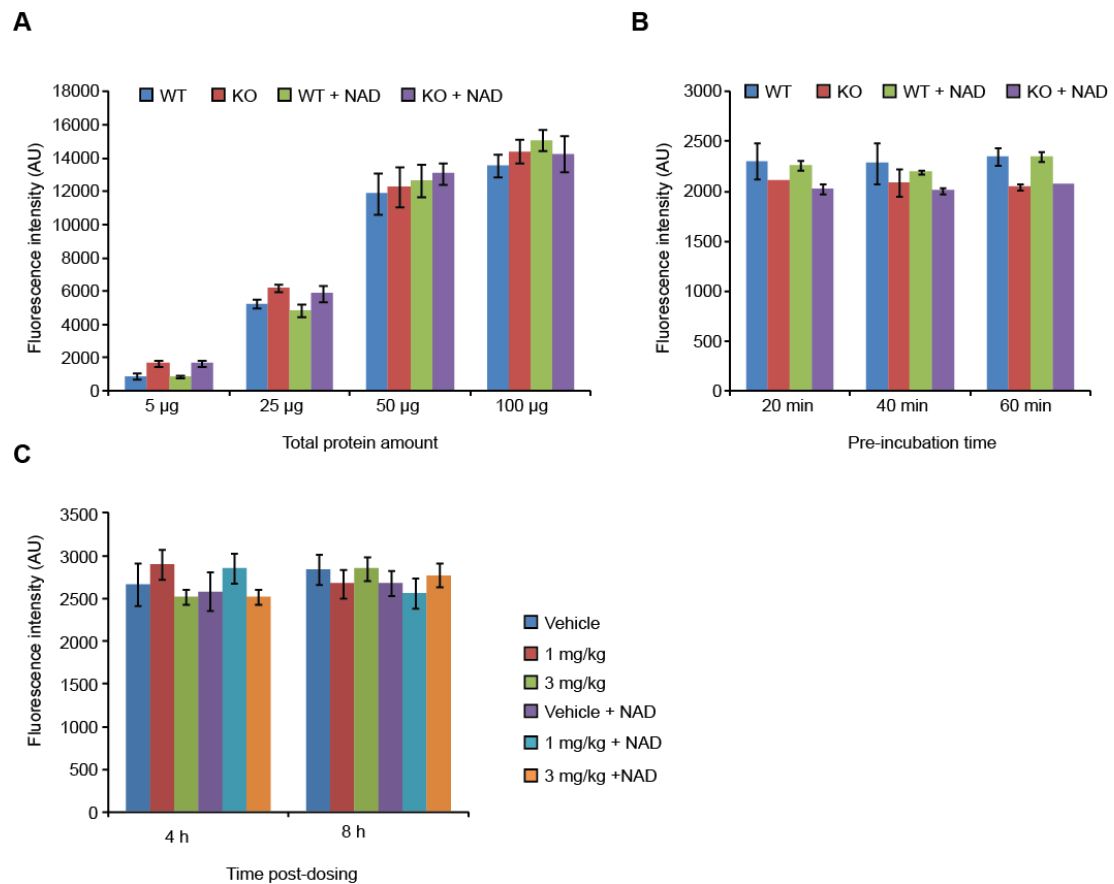 A
WT KO WT + NAD KO + NAD
Fluorescence intensity (AU)
18000
16000
14000
12000
10000
8000
6000
4000
2000
0
5 µg 25 µg 50 µg 100 µg
Total protein amount
B
WT KO WT + NAD KO + NAD
Fluorescence intensity (AU)
3000
2500
2000
1500
1000
500
0
20 min 40 min 60 min
Pre-incubation time
C
Fluorescence intensity (AU)
3500
3000
2500
2000
1500
1000
500
0
4 h 8 h
Time post-dosing
Vehicle
1 mg/kg
3 mg/kg
Vehicle + NAD
1 mg/kg + NAD
3 mg/kg +NAD